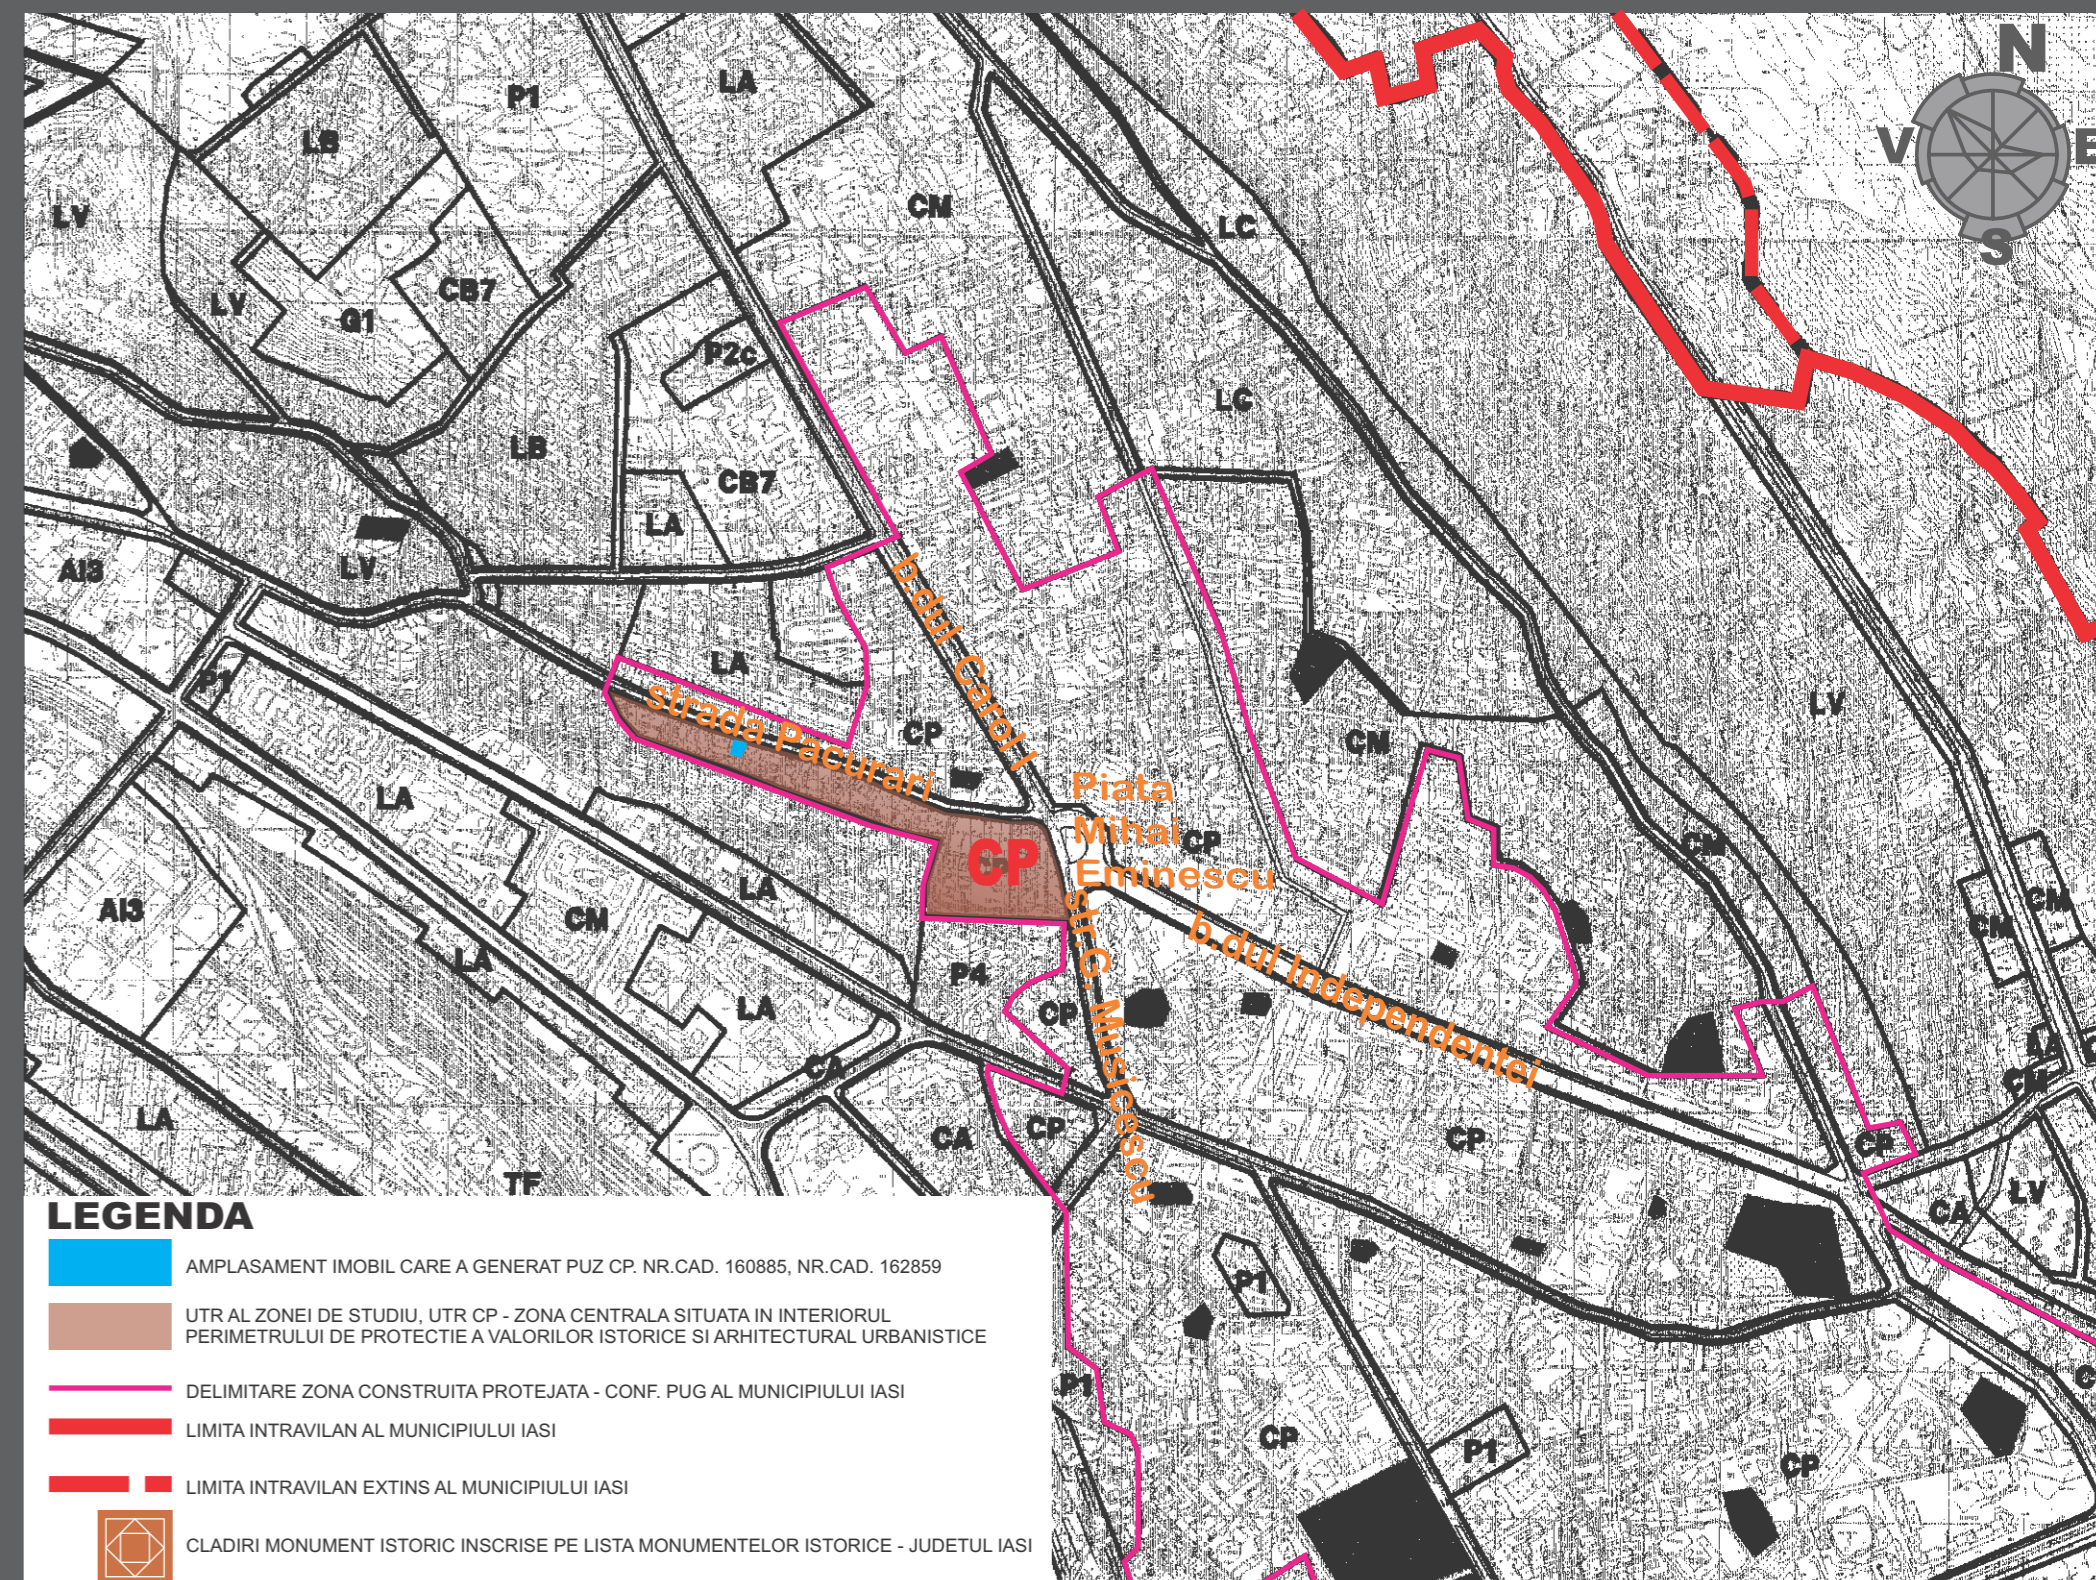 N
V
E
S
P1
LA
LB
CM
LV
LC
CB7
LV
G1
P2c
LC
LB
CB7
LA
AI3
LV
LA
P1
strada Pacurari
b.dul Carol I
CP
CM
LV
Piata
Mihai
Eminescu
CP
LA
CP
CM
LA
AI3
CM
CM
CM
LA
P4
str.G. Musicescu
b.dul Independentei
LA
CP
CA
AA
CM
LA
CA
CP
CP
CP
TF
CA
LV
P1
P1
CP
P1
CP
LEGENDA
AMPLASAMENT IMOBIL CARE A GENERAT PUZ CP. NR.CAD. 160885, NR.CAD. 162859
UTR AL ZONEI DE STUDIU, UTR CP - ZONA CENTRALA SITUATA IN INTERIORUL
PERIMETRULUI DE PROTECTIE A VALORILOR ISTORICE SI ARHITECTURAL URBANISTICE
DELIMITARE ZONA CONSTRUITA PROTEJATA - CONF. PUG AL MUNICIPIULUI IASI
LIMITA INTRAVILAN AL MUNICIPIULUI IASI
LIMITA INTRAVILAN EXTINS AL MUNICIPIULUI IASI
CLADIRI MONUMENT ISTORIC INSCRISE PE LISTA MONUMENTELOR ISTORICE - JUDETUL IASI